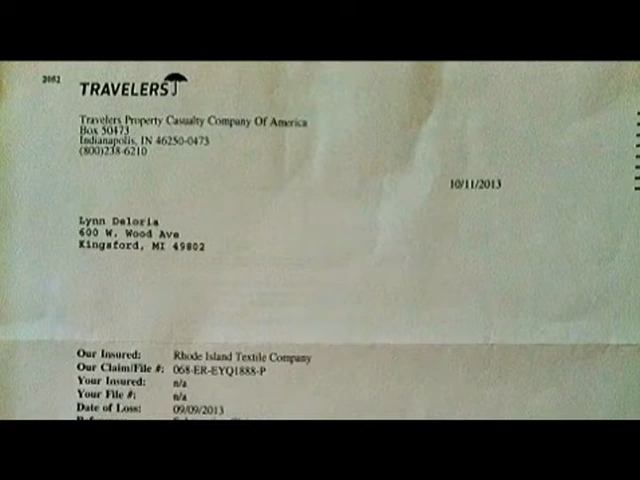 2062
TRAVELERS
Travelers Property Casualty Company Of America
Box 50473
Indianapolis, IN 46250-0473
(800)238-6210
10/11/2013
Lynn Deloria
600 W. Wood Ave
Kingsford, MI 49802
Our Insured: Rhode Island Textile Company
Our Claim/File #: 068-ER-EYQ1888-P
Your Insured: n/a
Your File #: n/a
Date of Loss: 09/09/2013